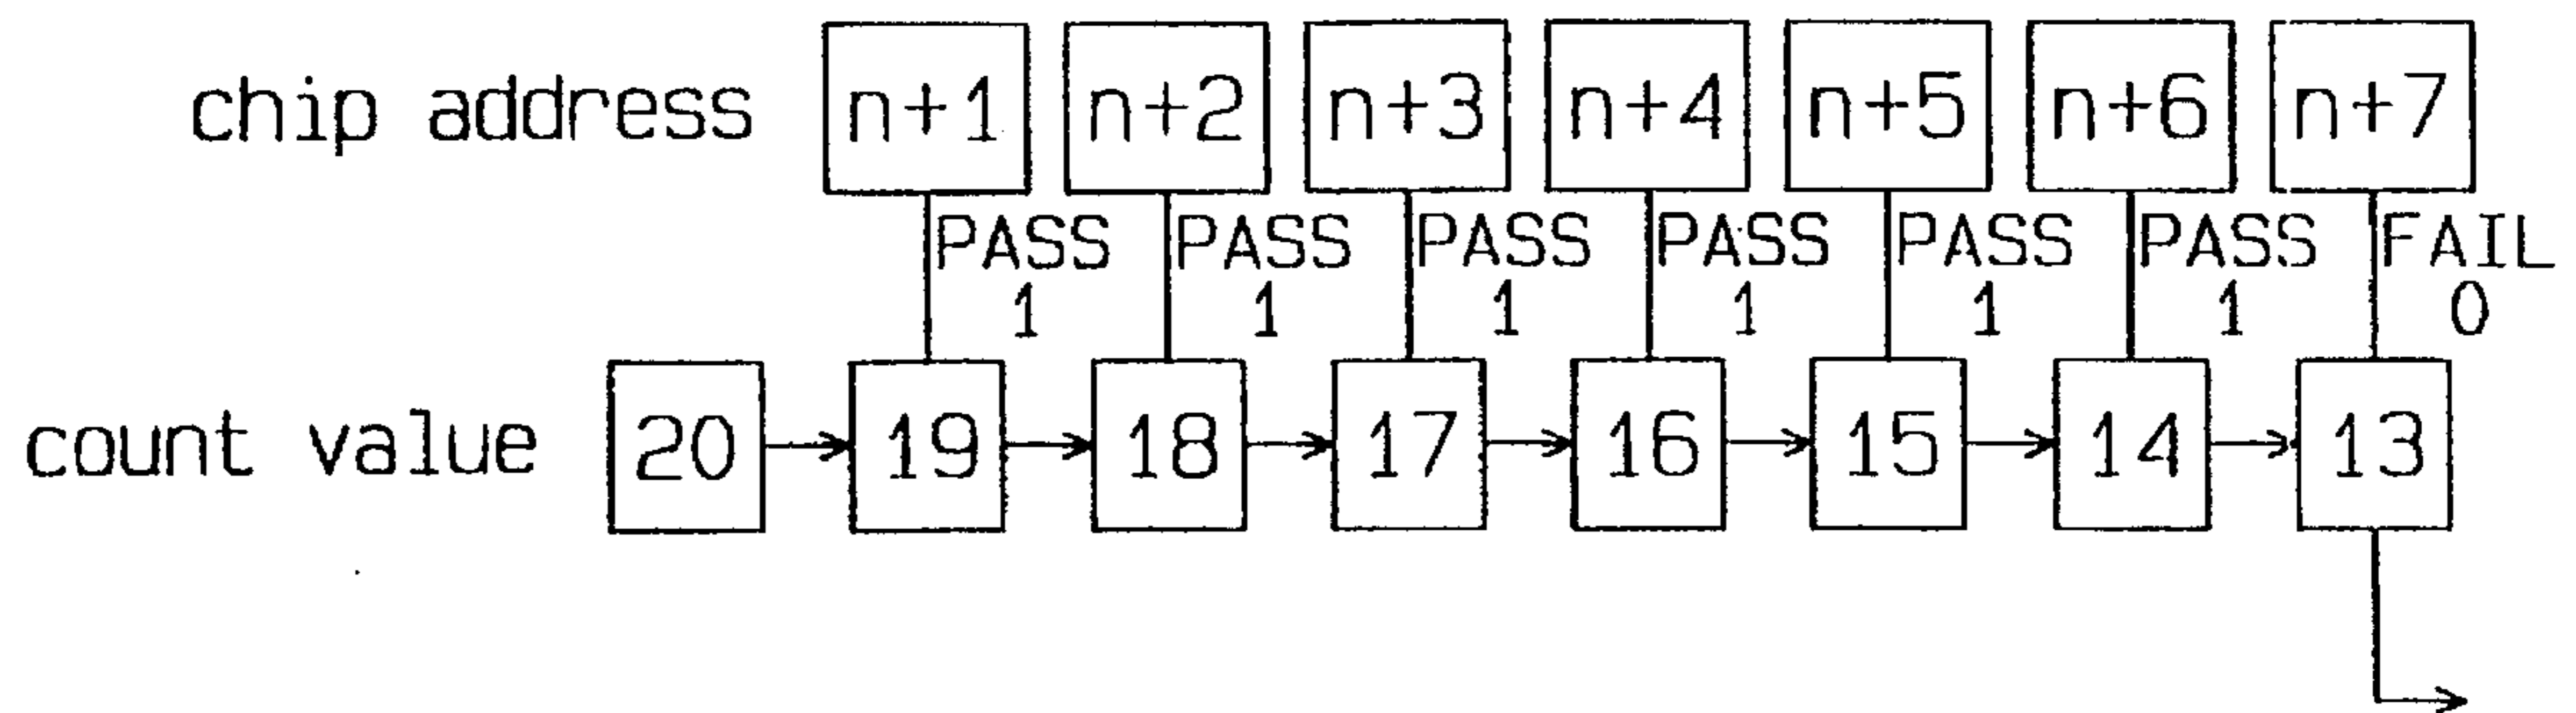 chip address n+1 n+2 n+3 n+4 n+5 n+6 n+7
PASS PASS PASS PASS PASS PASS FAIL
1 1 1 1 1 1 0
count value 20 19 18 17 16 15 14 13